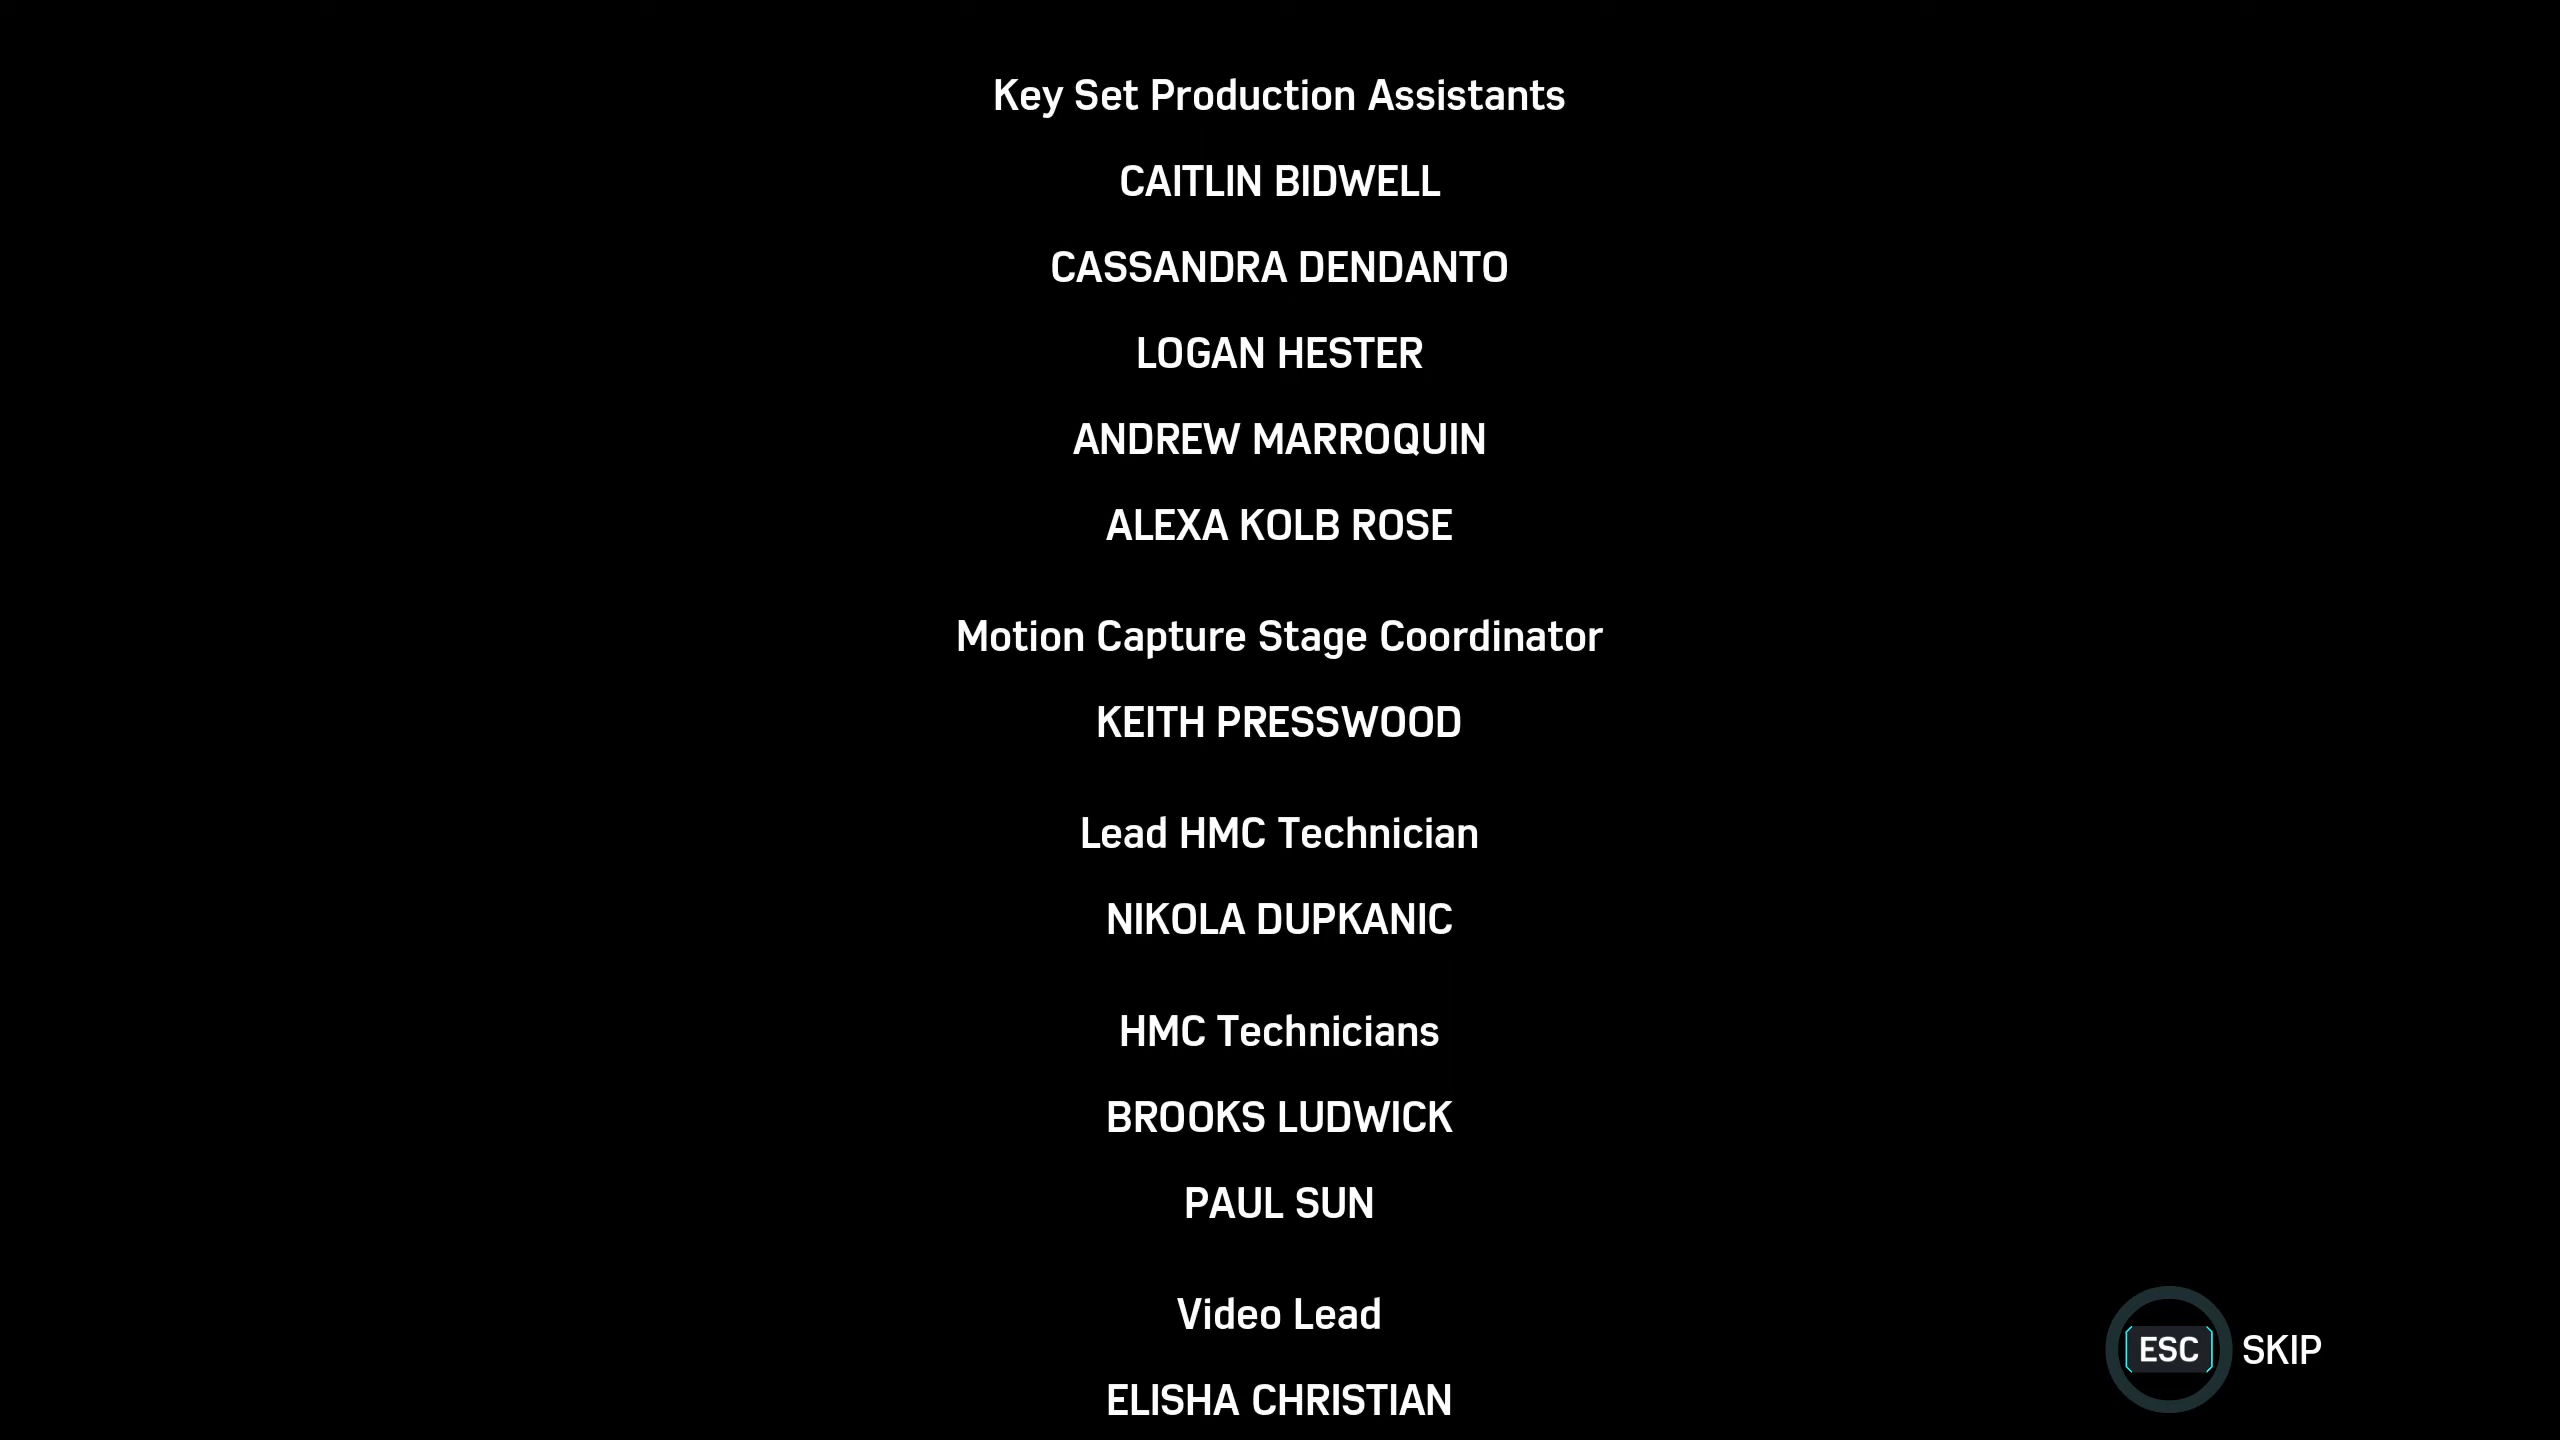 Key Set Production Assistants
CAITLIN BIDWELL
CASSANDRA DENDANTO
LOGAN HESTER
ANDREW MARROQUIN
ALEXA KOLB ROSE
Motion Capture Stage Coordinator
KEITH PRESSWOOD
Lead HMC Technician
NIKOLA DUPKANIC
HMC Technicians
BROOKS LUDWICK
PAUL SUN
Video Lead
ELISHA CHRISTIAN
ESC SKIP